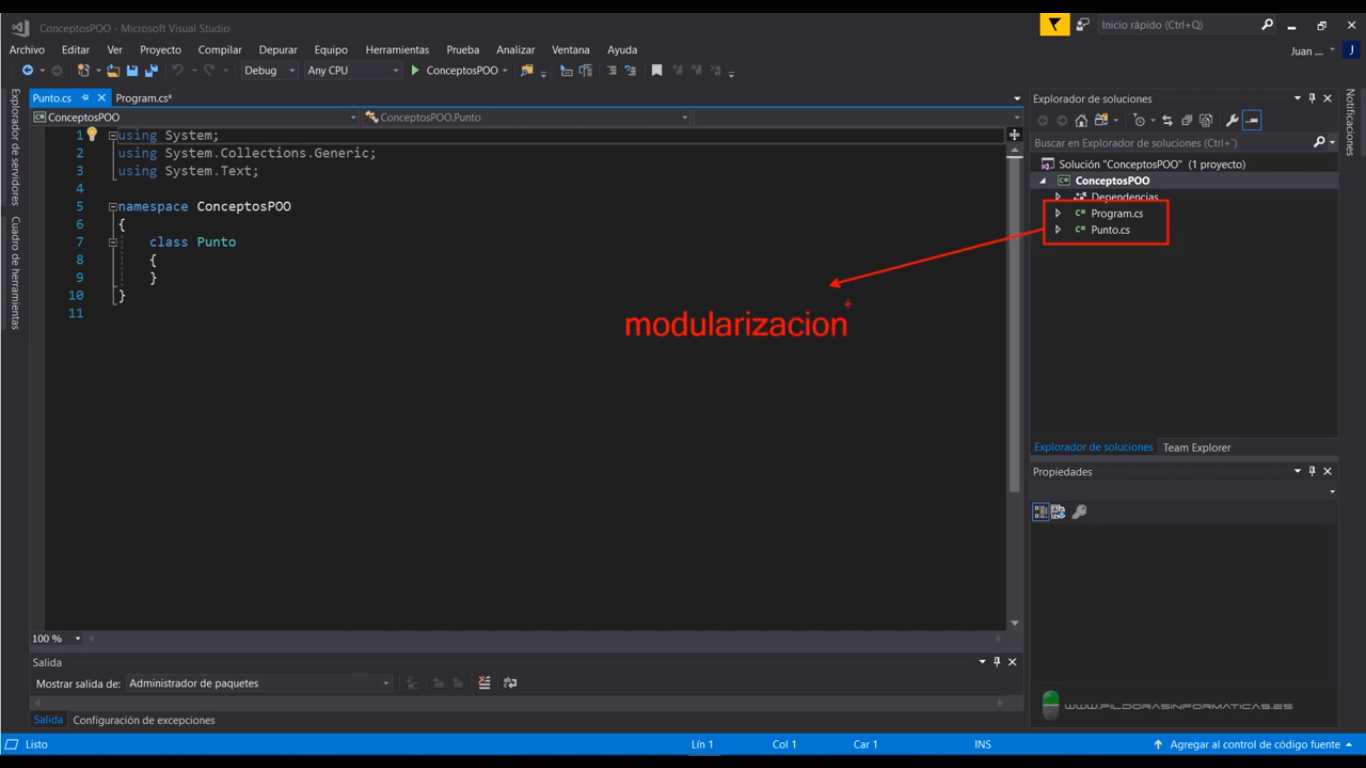 ConceptosPOO - Microsoft Visual Studio
Inicio rápido (Ctrl+Q)
Archivo Editar Ver Proyecto Compilar Depurar Equipo Herramientas Prueba Analizar Ventana Ayuda
Juan ...
J
Debug Any CPU ConceptosPOO
Explorador de servidores
Cuadro de herramientas
Punto.cs Program.cs*
ConceptosPOO
ConceptosPOO.Punto
1 using System;
2 using System.Collections.Generic;
3 using System.Text;
4
5 namespace ConceptosPOO
6 {
7 class Punto
8 {
9 }
10 }
11
modularizacion
100 %
Salida
Mostrar salida de: Administrador de paquetes
Salida Configuración de excepciones
Explorador de soluciones
Buscar en Explorador de soluciones (Ctrl+´)
Solución "ConceptosPOO" (1 proyecto)
C# ConceptosPOO
Dependencias
C# Program.cs
C# Punto.cs
Explorador de soluciones Team Explorer
Propiedades
Notificaciones
WWW.PILDORASINFORMATICAS.ES
Listo Lín 1 Col 1 Car 1 INS Agregar al control de código fuente